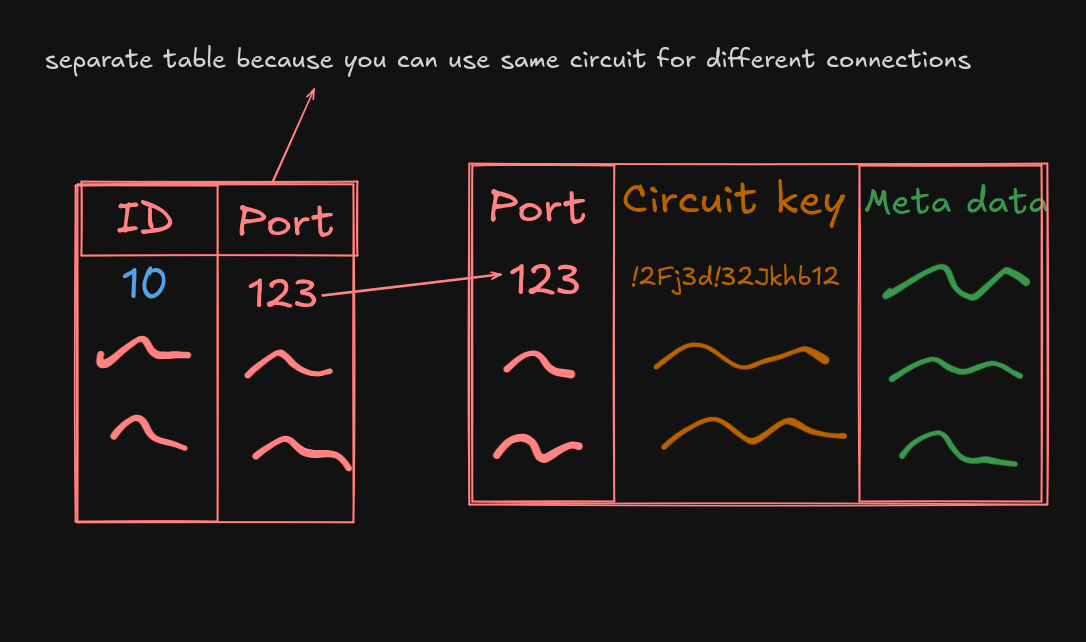 separate table because you can use same circuit for different connections
ID Port
10 123
Port Circuit key Meta data
123 !2Fj3d!32Jkhb12